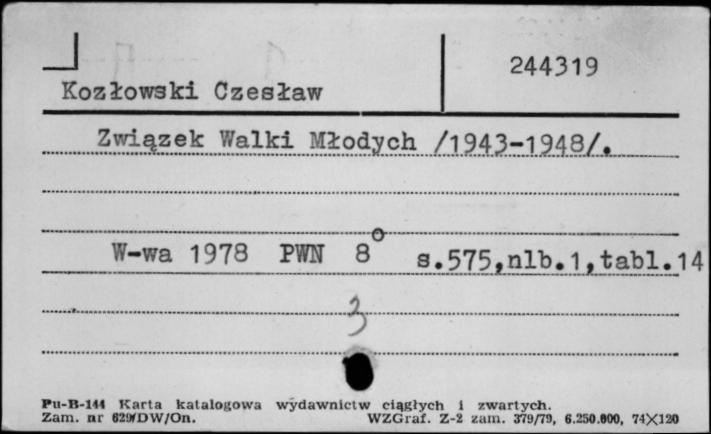 244319
Kozłowski Czesław
Związek Walki Młodych /1943-1948/.
W-wa 1978 PWN 8° s.575,nlb.1,tabl.14
3
Pu-B-144 Karta katalogowa wydawnictw ciągłych i zwartych.
Zam. nr 629/DW/On. WZGraf. Z-2 zam. 379/79, 6.250.000, 74X120